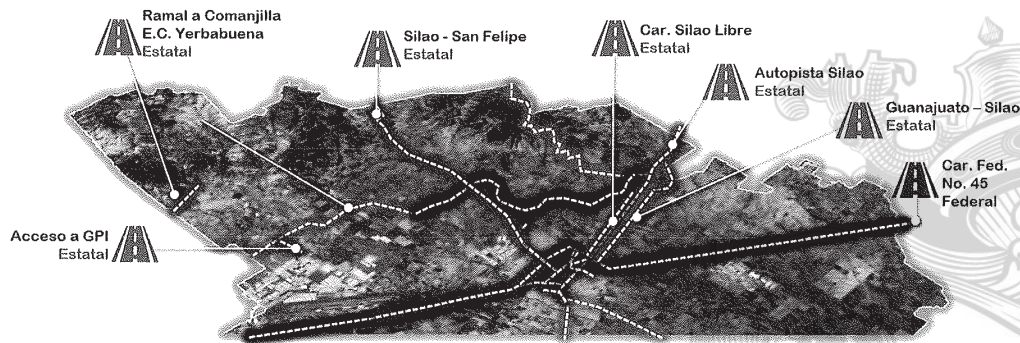 Ramal a Comanjilla
E.C. Yerbabuena
Estatal
Silao - San Felipe
Estatal
Car. Silao Libre
Estatal
Autopista Silao
Estatal
Guanajuato – Silao
Estatal
Car. Fed.
No. 45
Federal
Acceso a GPI
Estatal